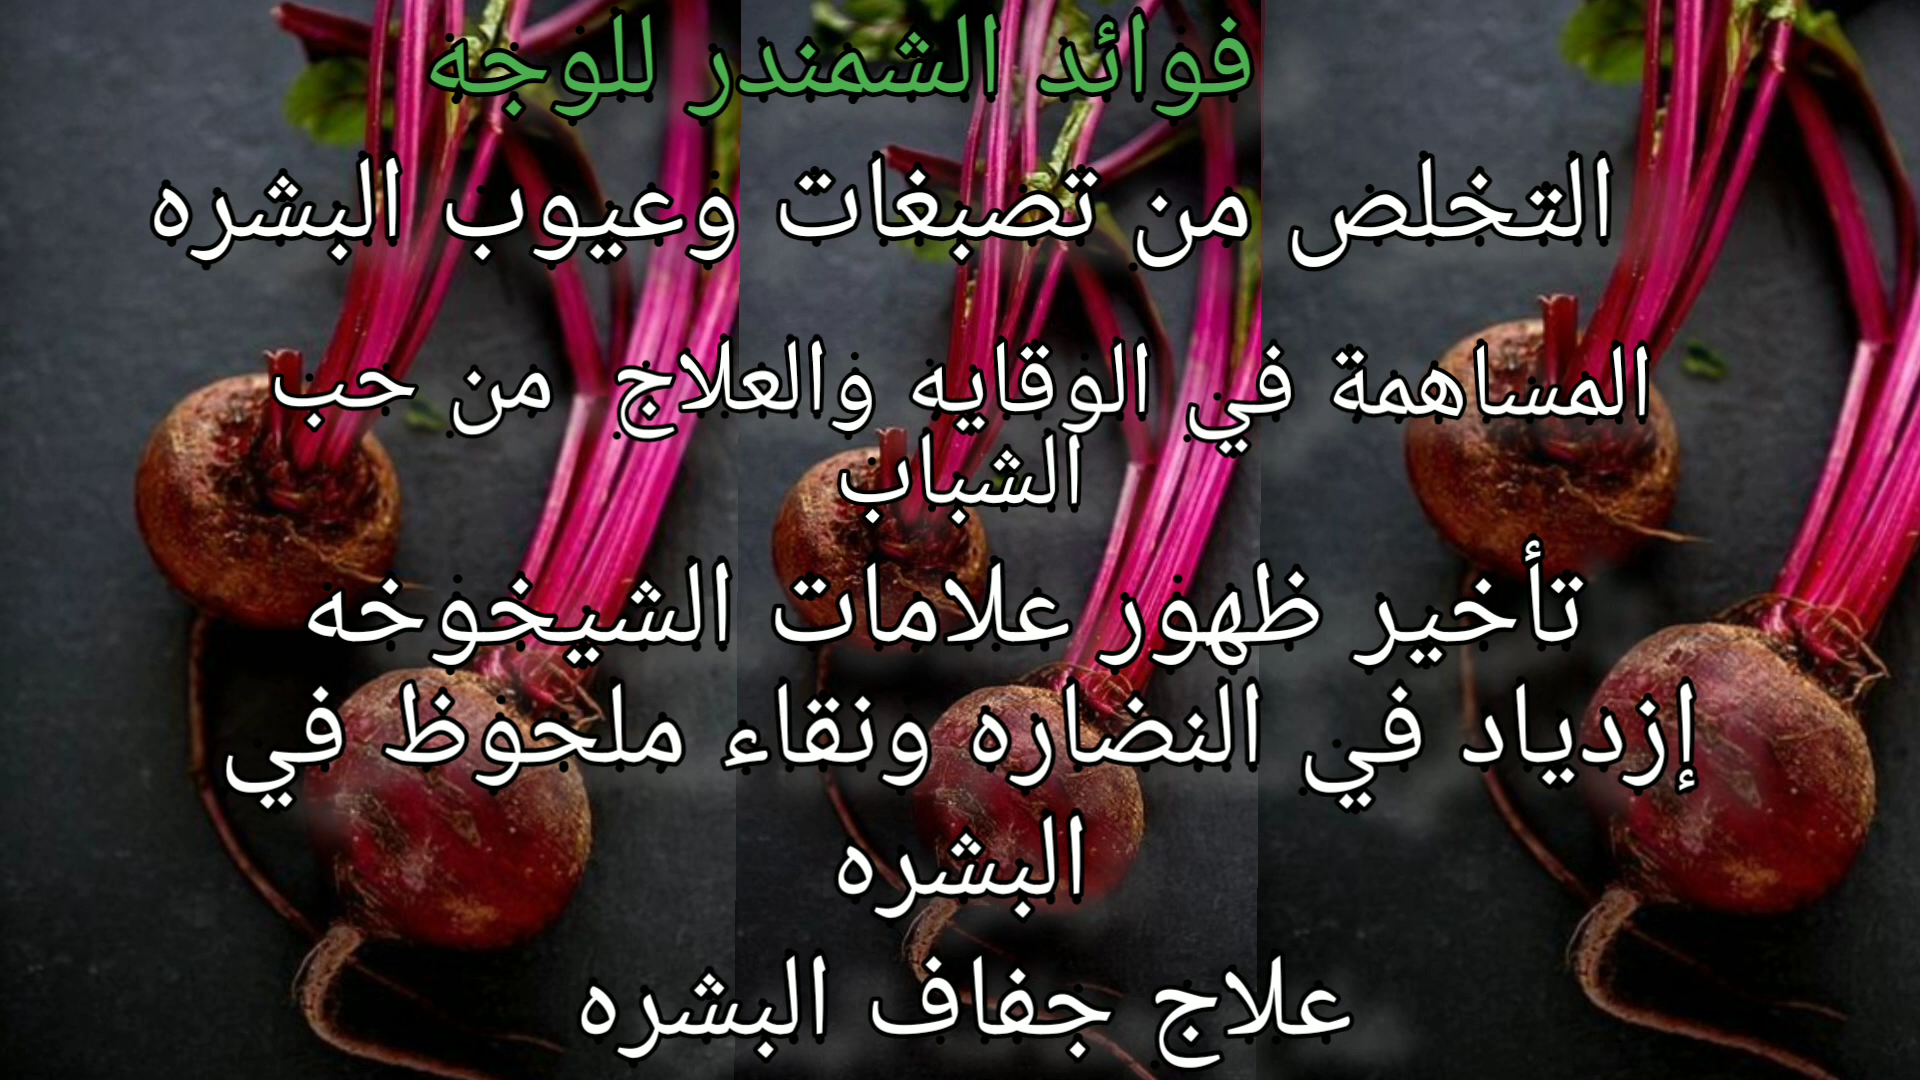 فوائد الشمندر للوجه
التخلص من تصبغات وعيوب البشره
المساهمة في الوقايه والعلاج من حب
الشباب
تأخير ظهور علامات الشيخوخه
إزدياد في النضاره ونقاء ملحوظ في
البشره
علاج جفاف البشره